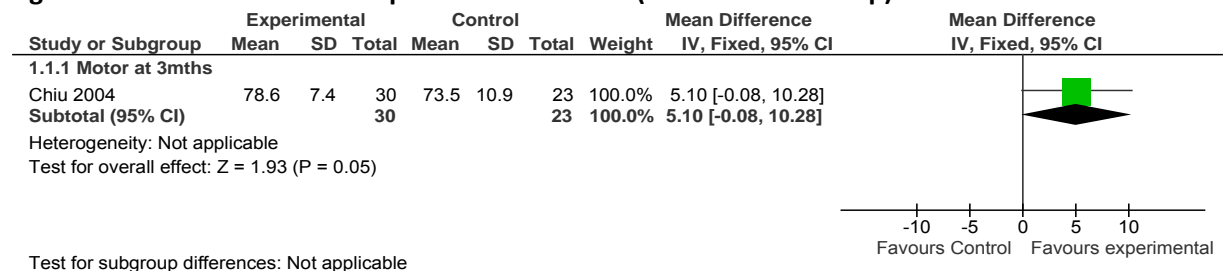 Experimental Control Mean Difference Mean Difference
Study or Subgroup Mean SD Total Mean SD Total Weight IV, Fixed, 95% CI IV, Fixed, 95% CI
1.1.1 Motor at 3mths
Chiu 2004 78.6 7.4 30 73.5 10.9 23 100.0% 5.10 [-0.08, 10.28]
Subtotal (95% CI) 30 23 100.0% 5.10 [-0.08, 10.28]
Heterogeneity: Not applicable
Test for overall effect: Z = 1.93 (P = 0.05)
-10 -5 0 5 10
Favours Control Favours experimental
Test for subgroup differences: Not applicable